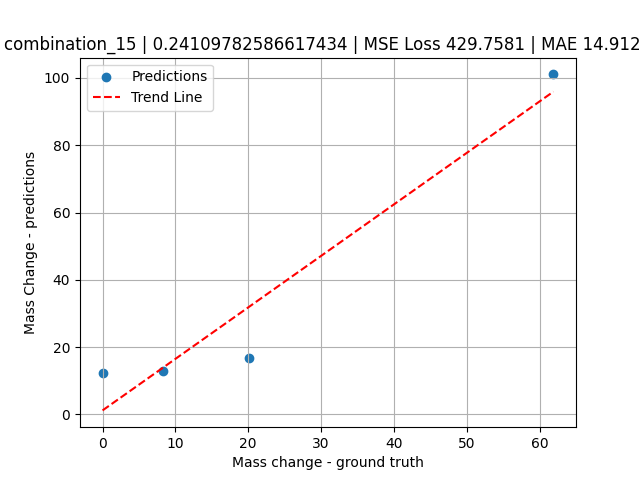 combination_15 | 0.24109782586617434 | MSE Loss 429.7581 | MAE 14.912
Predictions
Trend Line
Mass Change - predictions
100
80
60
40
20
0
0 10 20 30 40 50 60
Mass change - ground truth